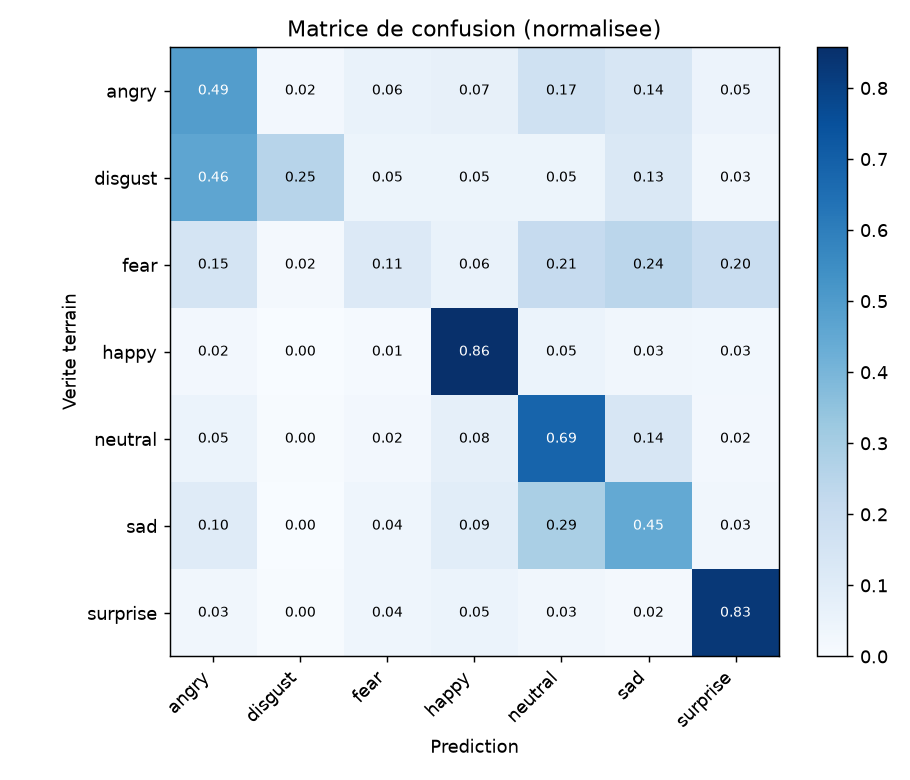 Matrice de confusion (normalisee)
angry 0.49 0.02 0.06 0.07 0.17 0.14 0.05
disgust 0.46 0.25 0.05 0.05 0.05 0.13 0.03
fear 0.15 0.02 0.11 0.06 0.21 0.24 0.20
happy 0.02 0.00 0.01 0.86 0.05 0.03 0.03
neutral 0.05 0.00 0.02 0.08 0.69 0.14 0.02
sad 0.10 0.00 0.04 0.09 0.29 0.45 0.03
surprise 0.03 0.00 0.04 0.05 0.03 0.02 0.83
Verite terrain
angry disgust fear happy neutral sad surprise
Prediction
0.8
0.7
0.6
0.5
0.4
0.3
0.2
0.1
0.0